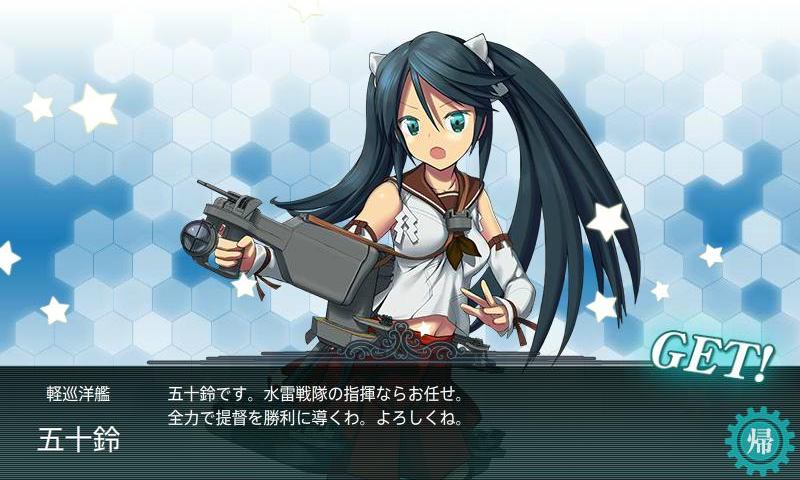 GET!
軽巡洋艦
五十鈴
五十鈴です。水雷戦隊の指揮ならお任せ。
全力で提督を勝利に導くわ。よろしくね。
帰